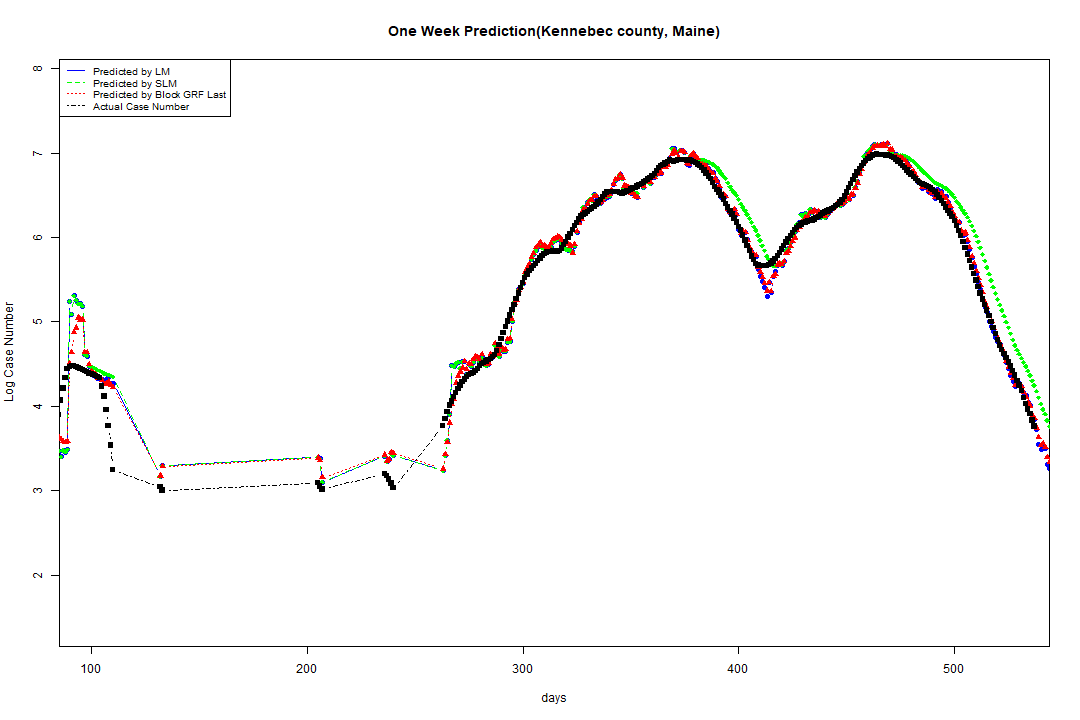 One Week Prediction(Kennebec county, Maine)
Predicted by LM
Predicted by SLM
Predicted by Block GRF Last
Actual Case Number
8
7
6
5
4
3
2
Log Case Number
100 200 300 400 500
days